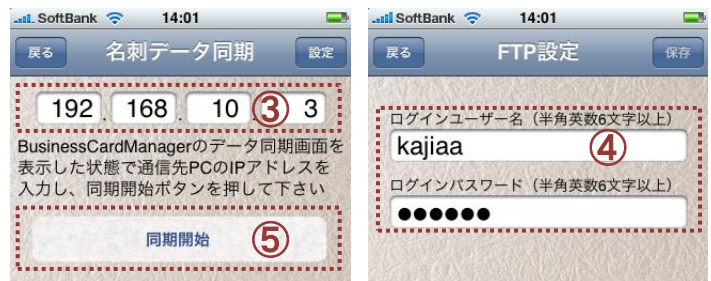 SoftBank 14:01
戻る 名刺データ同期 設定
192 . 168 . 10 . 3
③
BusinessCardManagerのデータ同期画面を
表示した状態で通信先PCのIPアドレスを
入力し、同期開始ボタンを押して下さい
同期開始
⑤
SoftBank 14:01
戻る FTP設定 保存
ログインユーザー名（半角英数6文字以上）
kajiaa
④
ログインパスワード（半角英数6文字以上）
●●●●●●